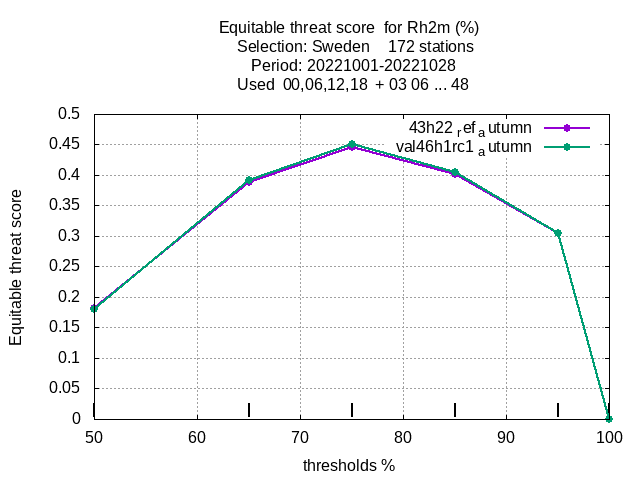 Equitable threat score  for Rh2m (%)
Selection: Sweden    172 stations
Period: 20221001-20221028
Used  00,06,12,18  + 03 06 ... 48
43h22_ref_autumn
val46h1rc1_autumn
0.5
0.45
0.4
0.35
0.3
0.25
0.2
0.15
0.1
0.05
0
Equitable threat score
50 60 70 80 90 100
thresholds %